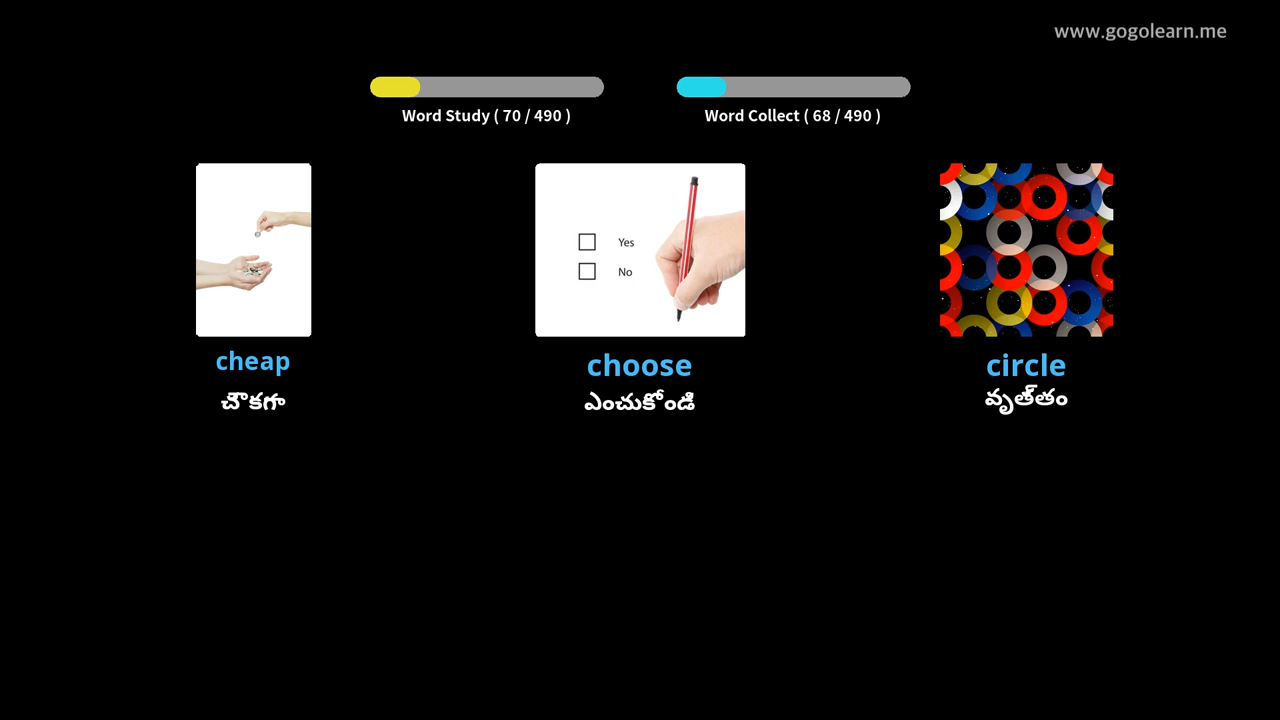 www.gogolearn.me
Word Study ( 70 / 490 )
Word Collect ( 68 / 490 )
Yes
No
cheap
choose
circle
చౌకగా
ఎంచుకోండి
వృత్తం